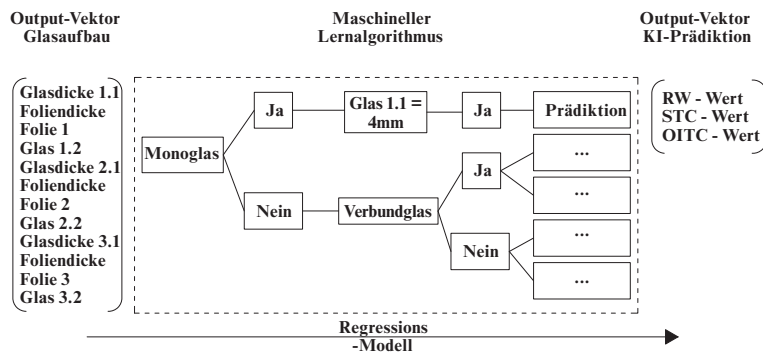 Output-Vektor
Glasaufbau
Maschineller
Lernalgorithmus
Output-Vektor
KI-Prädiktion
Glasdicke 1.1
Foliendicke
Folie 1
Glas 1.2
Glasdicke 2.1
Foliendicke
Folie 2
Glas 2.2
Glasdicke 3.1
Foliendicke
Folie 3
Glas 3.2
Monoglas
Ja
Glas 1.1 =
4mm
Ja
Prädiktion
Nein
Verbundglas
Ja
...
...
Nein
...
...
RW - Wert
STC - Wert
OITC - Wert
Regressions
-Modell